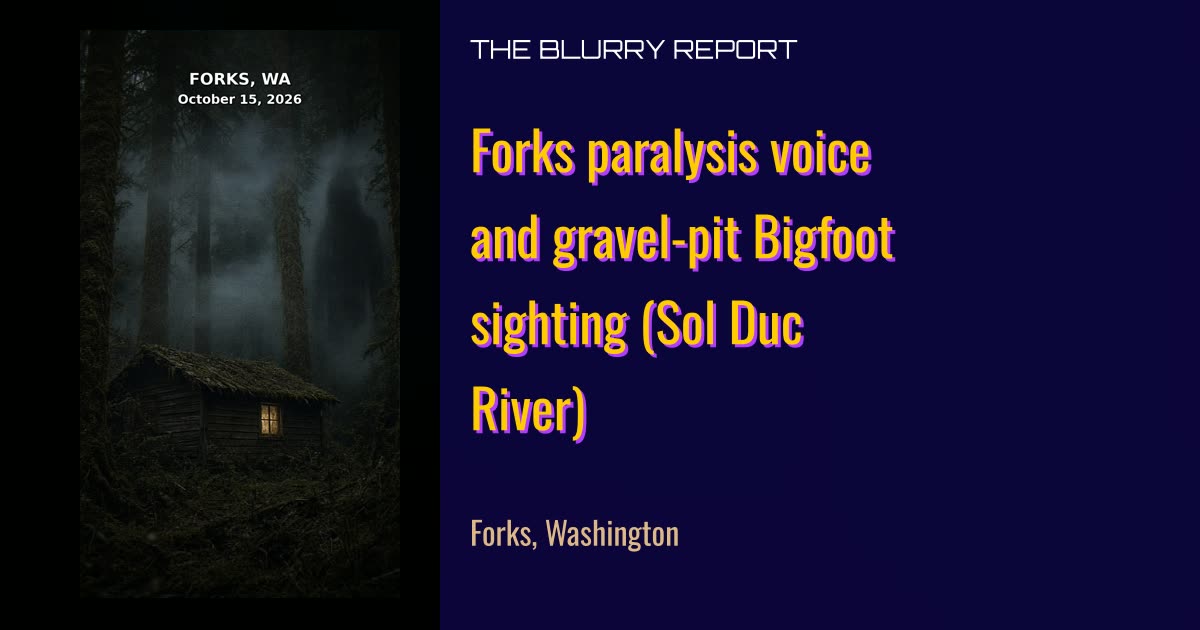 FORKS, WA
October 15, 2026
THE BLURRY REPORT
Forks paralysis voice
and gravel-pit Bigfoot
sighting (Sol Duc
River)
Forks, Washington